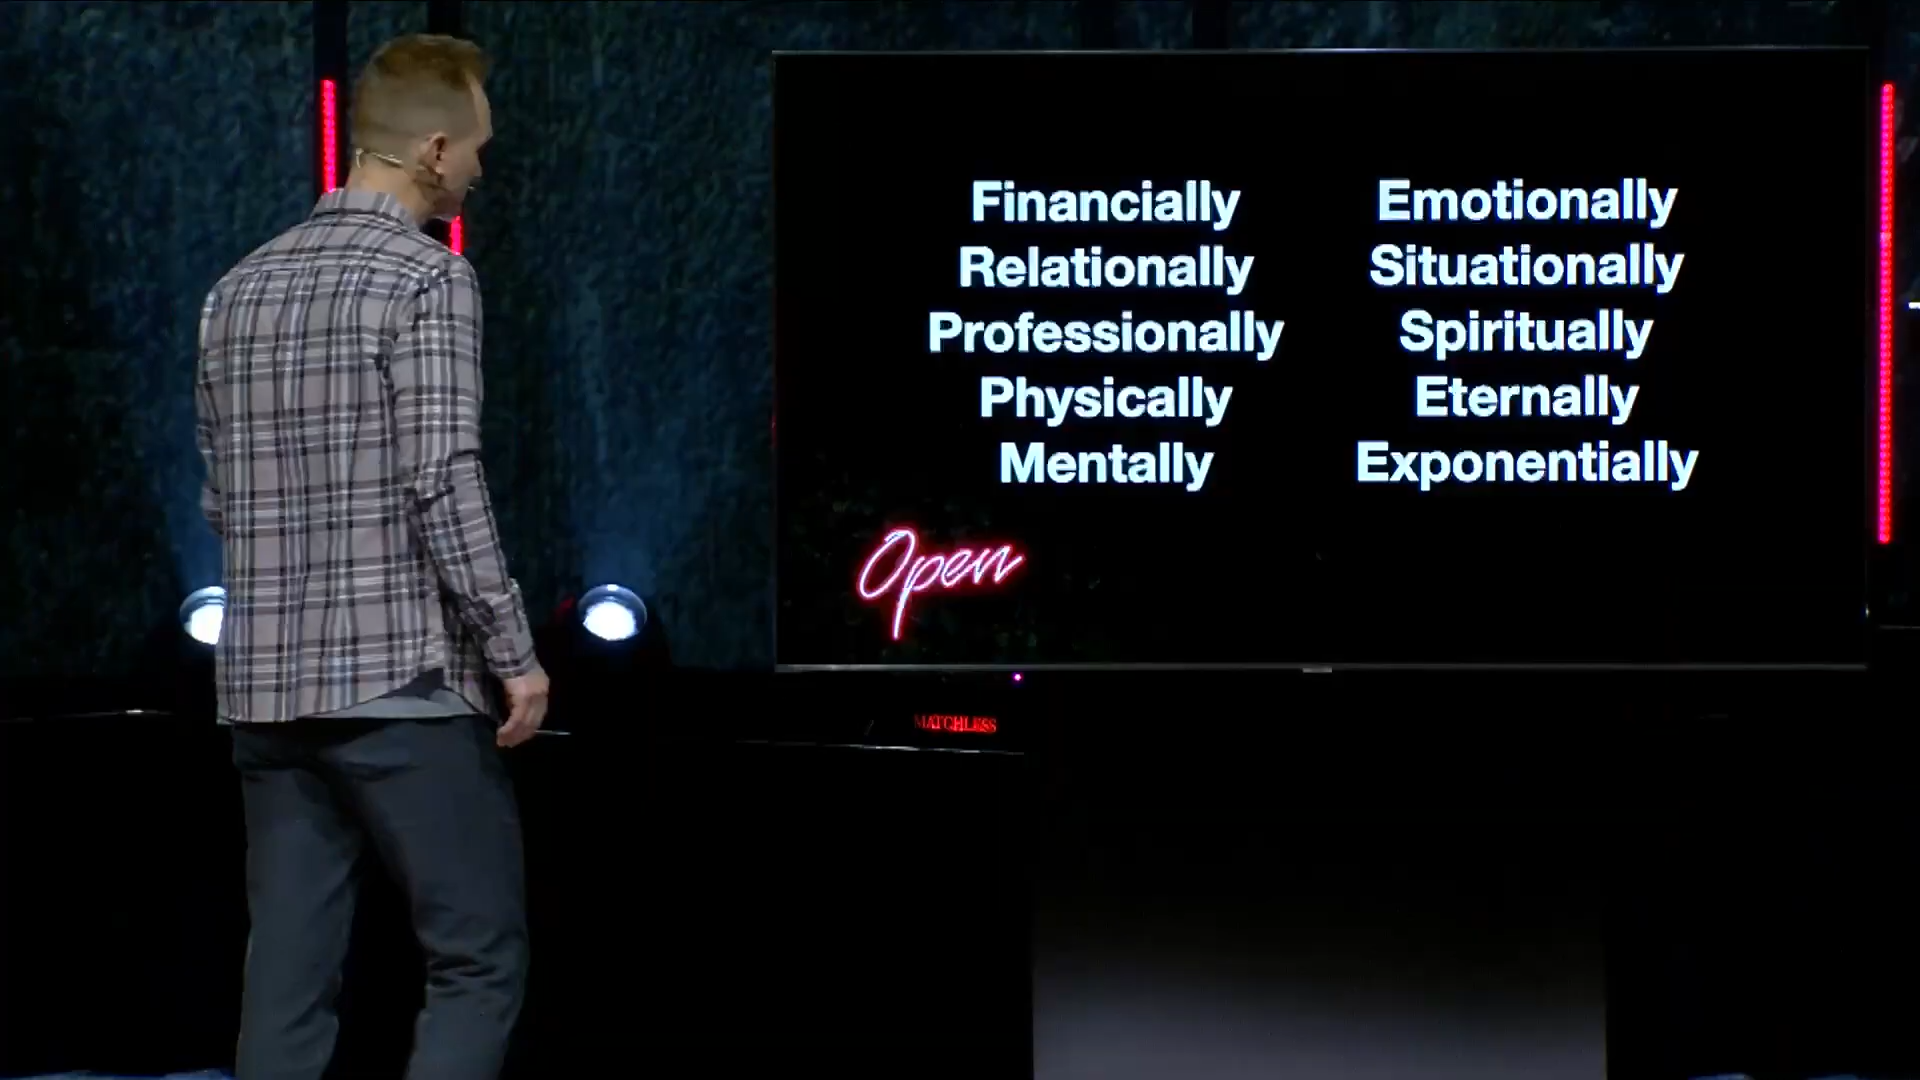 Financially
Relationally
Professionally
Physically
Mentally
Emotionally
Situationally
Spiritually
Eternally
Exponentially
Open
MATCHLESS